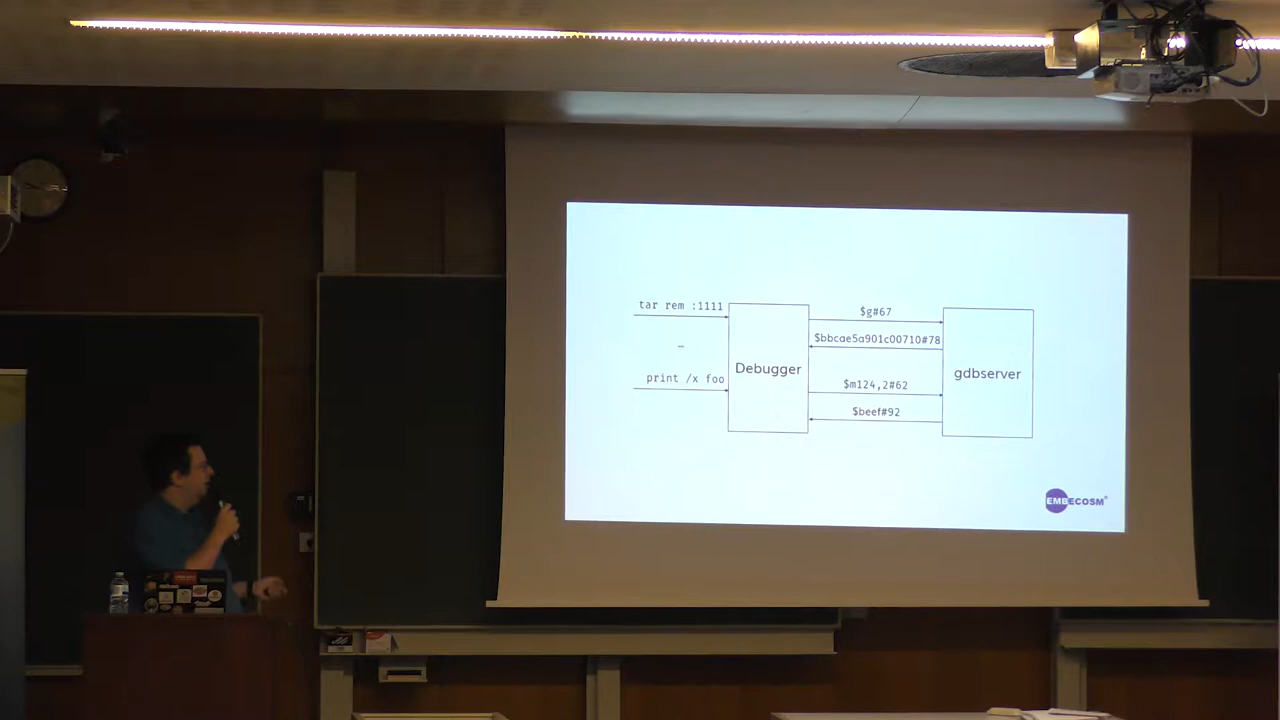 tar rem :1111
$g#67
$bbcae5a901c00710#78
…
print /x foo
Debugger
gdbserver
$m124,2#62
$beef#92
EMBECOSM®